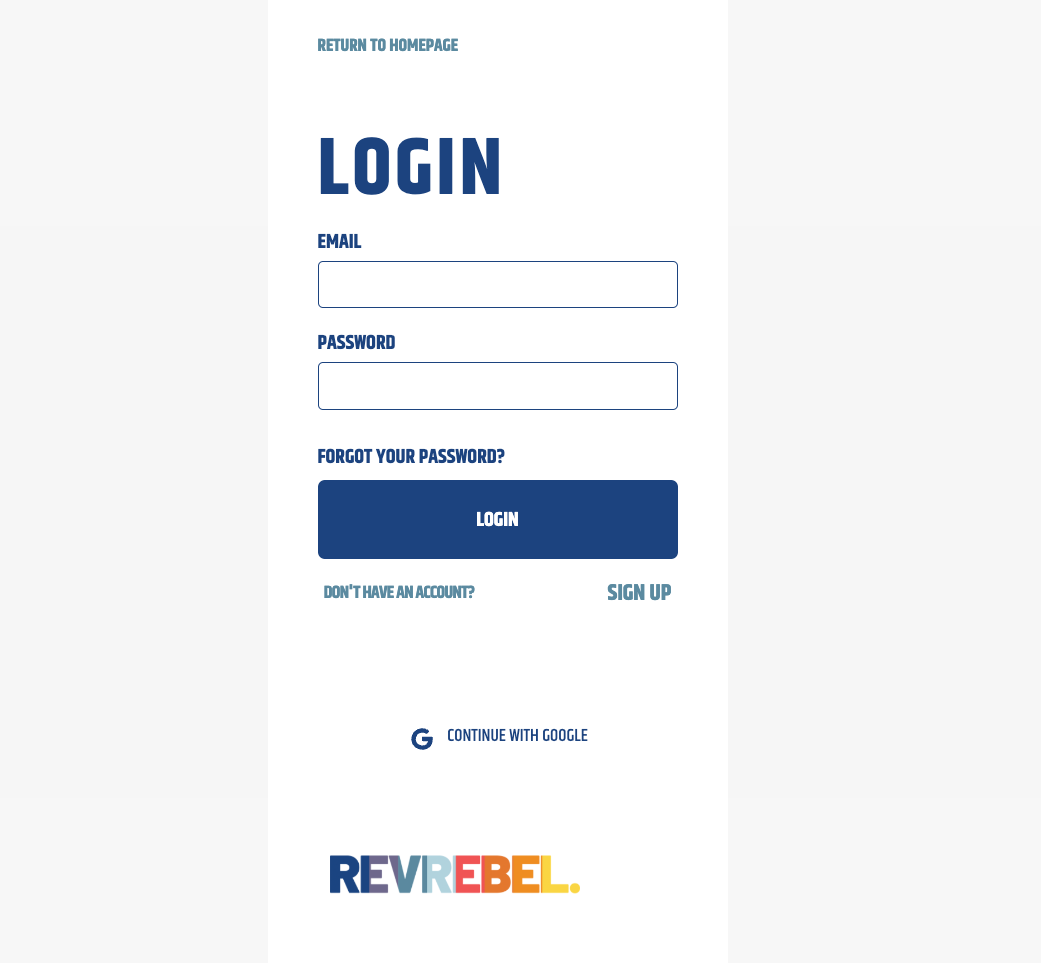 RETURN TO HOMEPAGE
LOGIN
EMAIL
PASSWORD
FORGOT YOUR PASSWORD?
LOGIN
DON'T HAVE AN ACCOUNT? SIGN UP
CONTINUE WITH GOOGLE
REVREBEL.